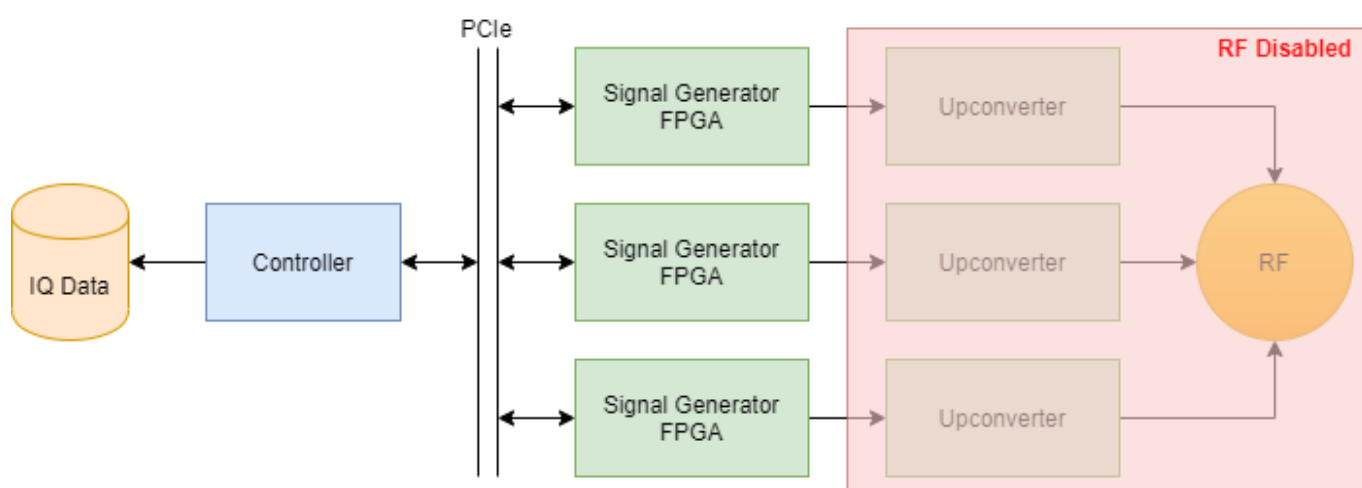 PCIe
RF Disabled
Signal Generator
FPGA
Upconverter
IQ Data
Controller
Signal Generator
FPGA
Upconverter
RF
Signal Generator
FPGA
Upconverter